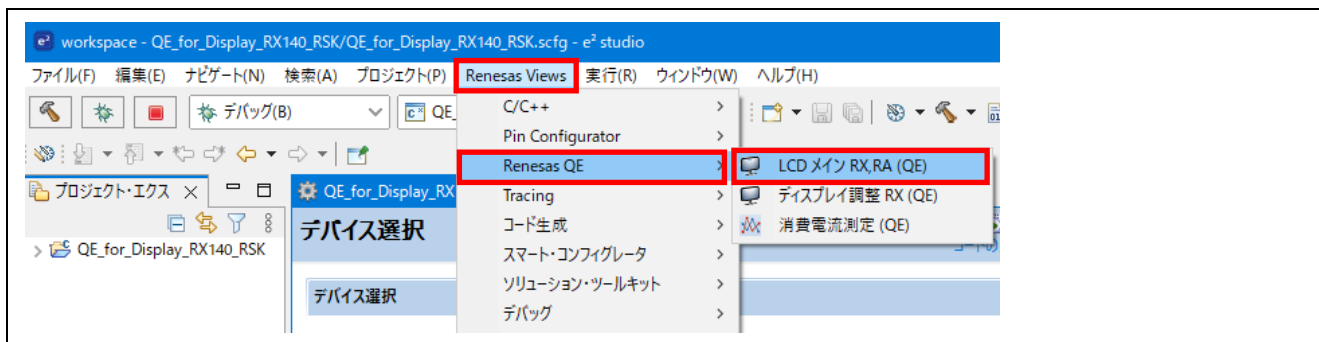 workspace - QE_for_Display_RX140_RSK/QE_for_Display_RX140_RSK.scfg - e² studio
ファイル(F) 編集(E) ナビゲート(N) 検索(A) プロジェクト(P) Renesas Views 実行(R) ウィンドウ(W) ヘルプ(H)
デバッグ(B)
QE_
C/C++
Pin Configurator
Renesas QE
LCD メイン RX,RA (QE)
プロジェクト・エクス
QE_for_Display_RX
Tracing
ディスプレイ調整 RX (QE)
デバイス選択
コード生成
消費電流測定 (QE)
QE_for_Display_RX140_RSK
スマート・コンフィグレータ
ソリューション・ツールキット
デバイス選択
デバッグ